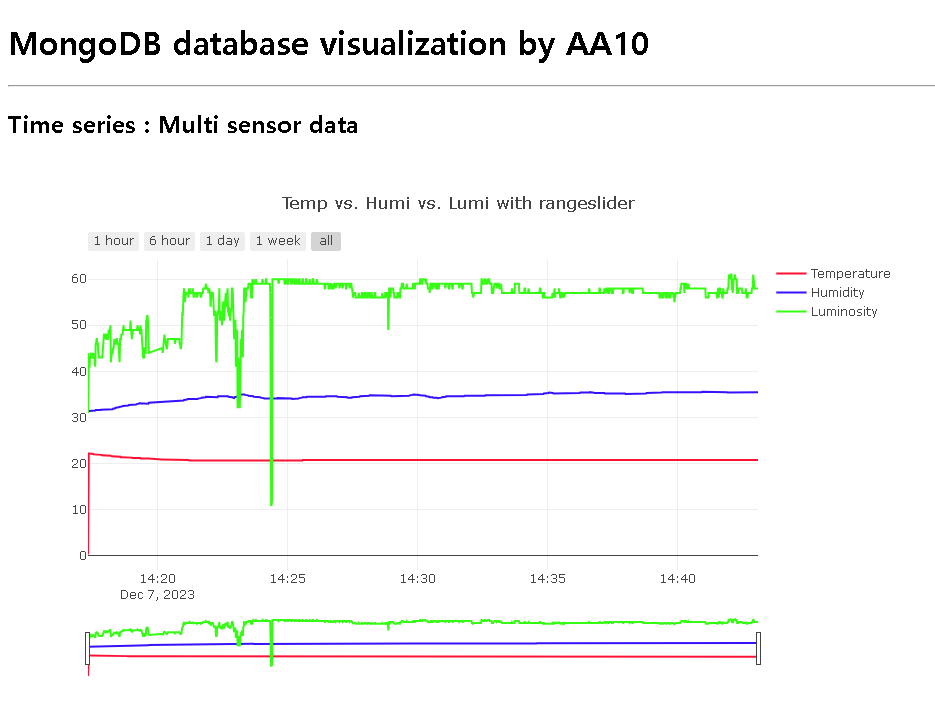 MongoDB database visualization by AA10
Time series : Multi sensor data
Temp vs. Humi vs. Lumi with rangeslider
1 hour 6 hour 1 day 1 week all
Temperature
Humidity
Luminosity
60
50
40
30
20
10
0
14:20 14:25 14:30 14:35 14:40
Dec 7, 2023